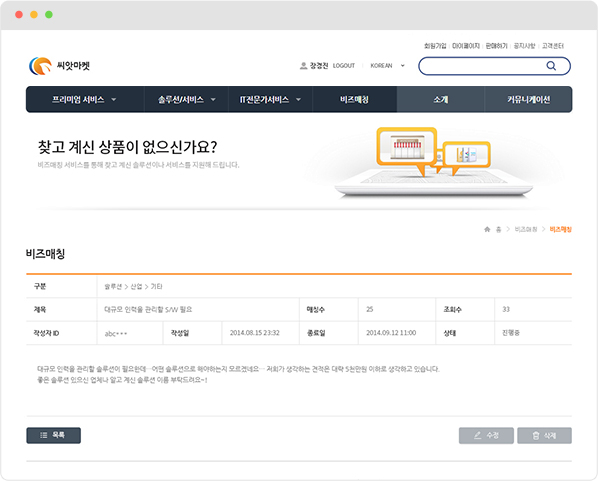 회원가입 마이페이지 판매하기 공지사항 고객센터
씨앗마켓 장경진 LOGOUT KOREAN
프리미엄 서비스 솔루션/서비스 IT전문가서비스 비즈매칭 소개 커뮤니케이션
찾고 계신 상품이 없으신가요?
비즈매칭 서비스를 통해 찾고 계신 솔루션이나 서비스를 지원해 드립니다.
홈 > 비즈매칭 > 비즈매칭
비즈매칭
구분 솔루션 > 산업 > 기타
제목 대규모 인력을 관리할 S/W 필요 매칭수 25 조회수 33
작성자 ID abc*** 작성일 2014.08.15 23:32 종료일 2014.09.12 11:00 상태 진행중
대규모 인력을 관리할 솔루션이 필요한데…어떤 솔루션으로 해야하는지 모르겠네요… 저희가 생각하는 견적은 대략 5천만원 이하로 생각하고 있습니다.
좋은 솔루션 있으신 업체나 알고 계신 솔루션 이름 부탁드려요~!
목록 수정 삭제